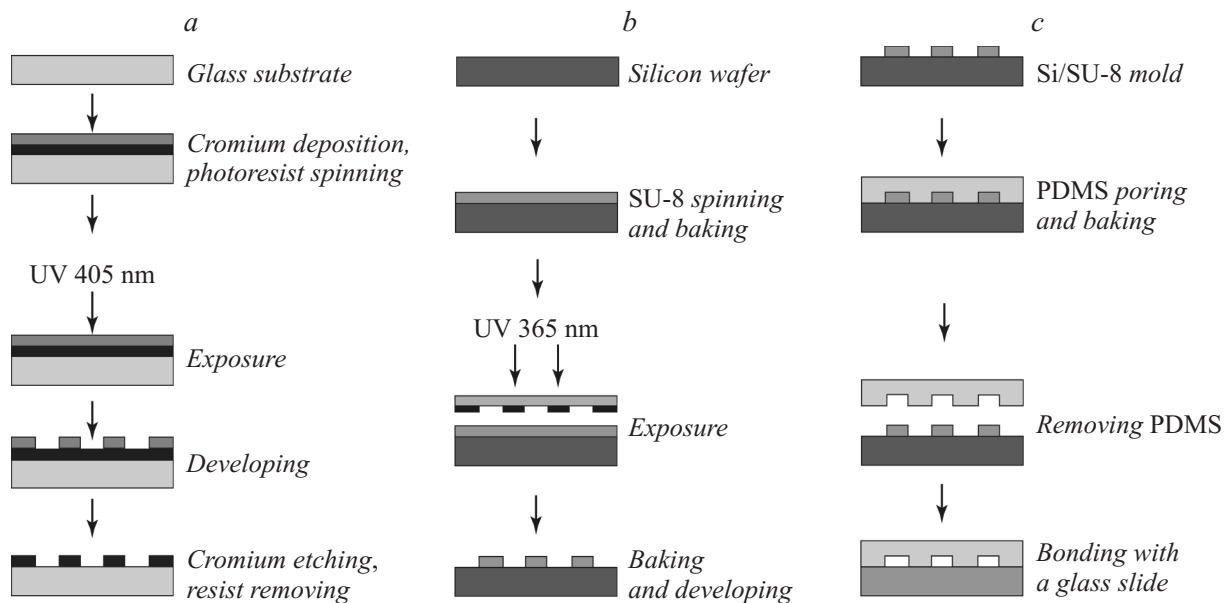 a
Glass substrate
Cromium deposition,
photoresist spinning
UV 405 nm
Exposure
Developing
Cromium etching,
resist removing
b
Silicon wafer
SU-8 spinning
and baking
UV 365 nm
Exposure
Baking
and developing
c
Si/SU-8 mold
PDMS poring
and baking
Removing PDMS
Bonding with
a glass slide